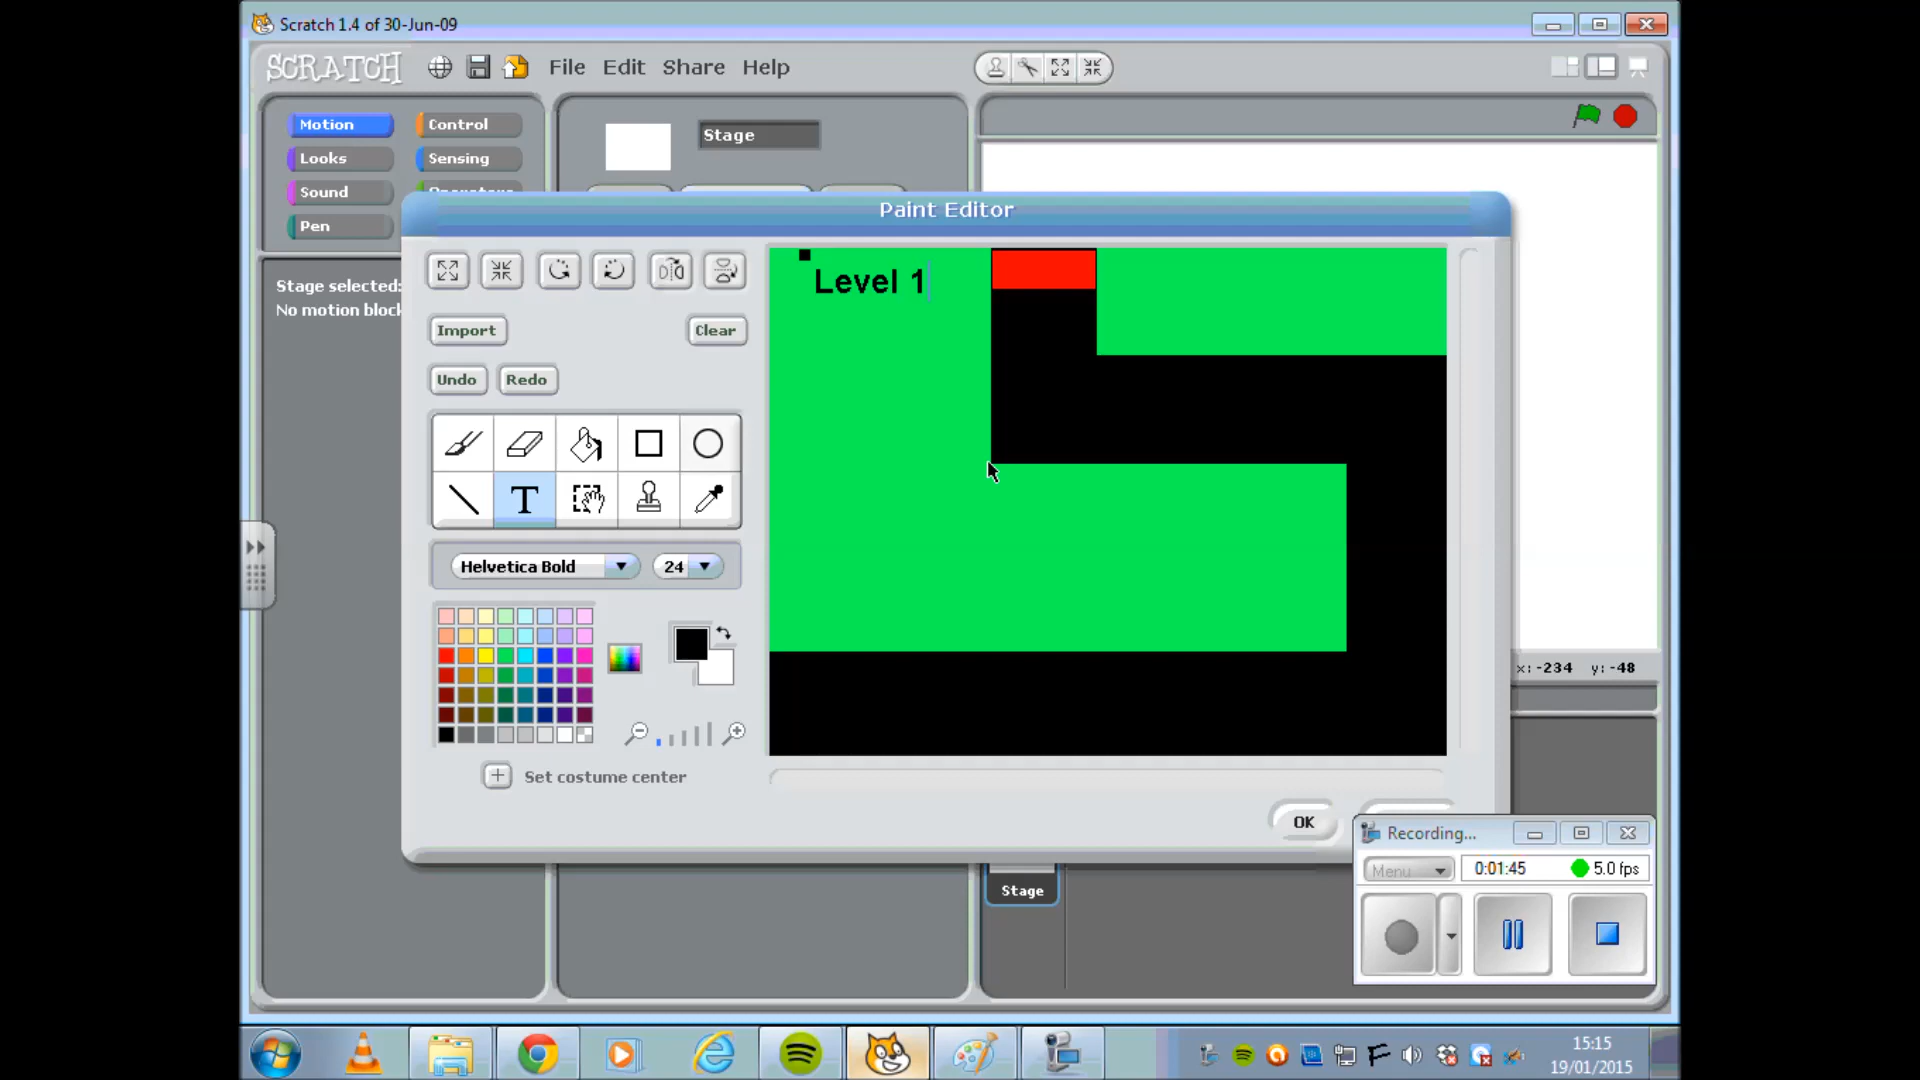 Scratch 1.4 of 30-Jun-09
SCRATCH File Edit Share Help
Motion Control
Stage
Looks Sensing
Sound Operators
Pen
Paint Editor
Stage selected:
No motion block
Level 1
Import Clear
Undo Redo
T
Helvetica Bold 24
x: -234 y: -48
Set costume center
OK
Recording...
Menu 0:01:45 5.0 fps
Stage
15:15
19/01/2015